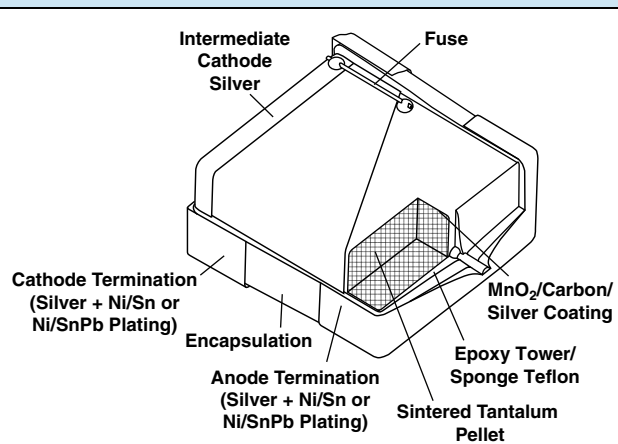 Intermediate
Cathode
Silver
Fuse
Cathode Termination
(Silver + Ni/Sn or
Ni/SnPb Plating)
Encapsulation
Anode Termination
(Silver + Ni/Sn or
Ni/SnPb Plating)
MnO₂/Carbon/
Silver Coating
Epoxy Tower/
Sponge Teflon
Sintered Tantalum
Pellet